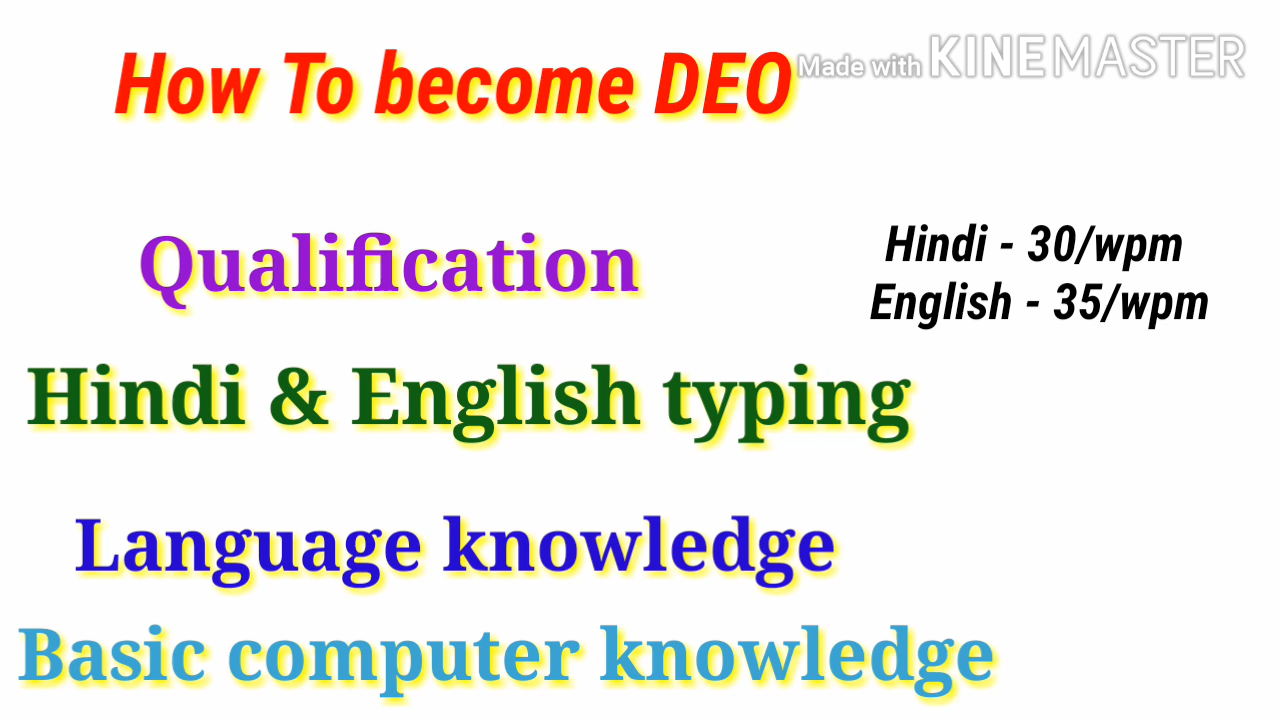 How To become DEO
Made with KINEMASTER
Qualification
Hindi - 30/wpm
English - 35/wpm
Hindi & English typing
Language knowledge
Basic computer knowledge